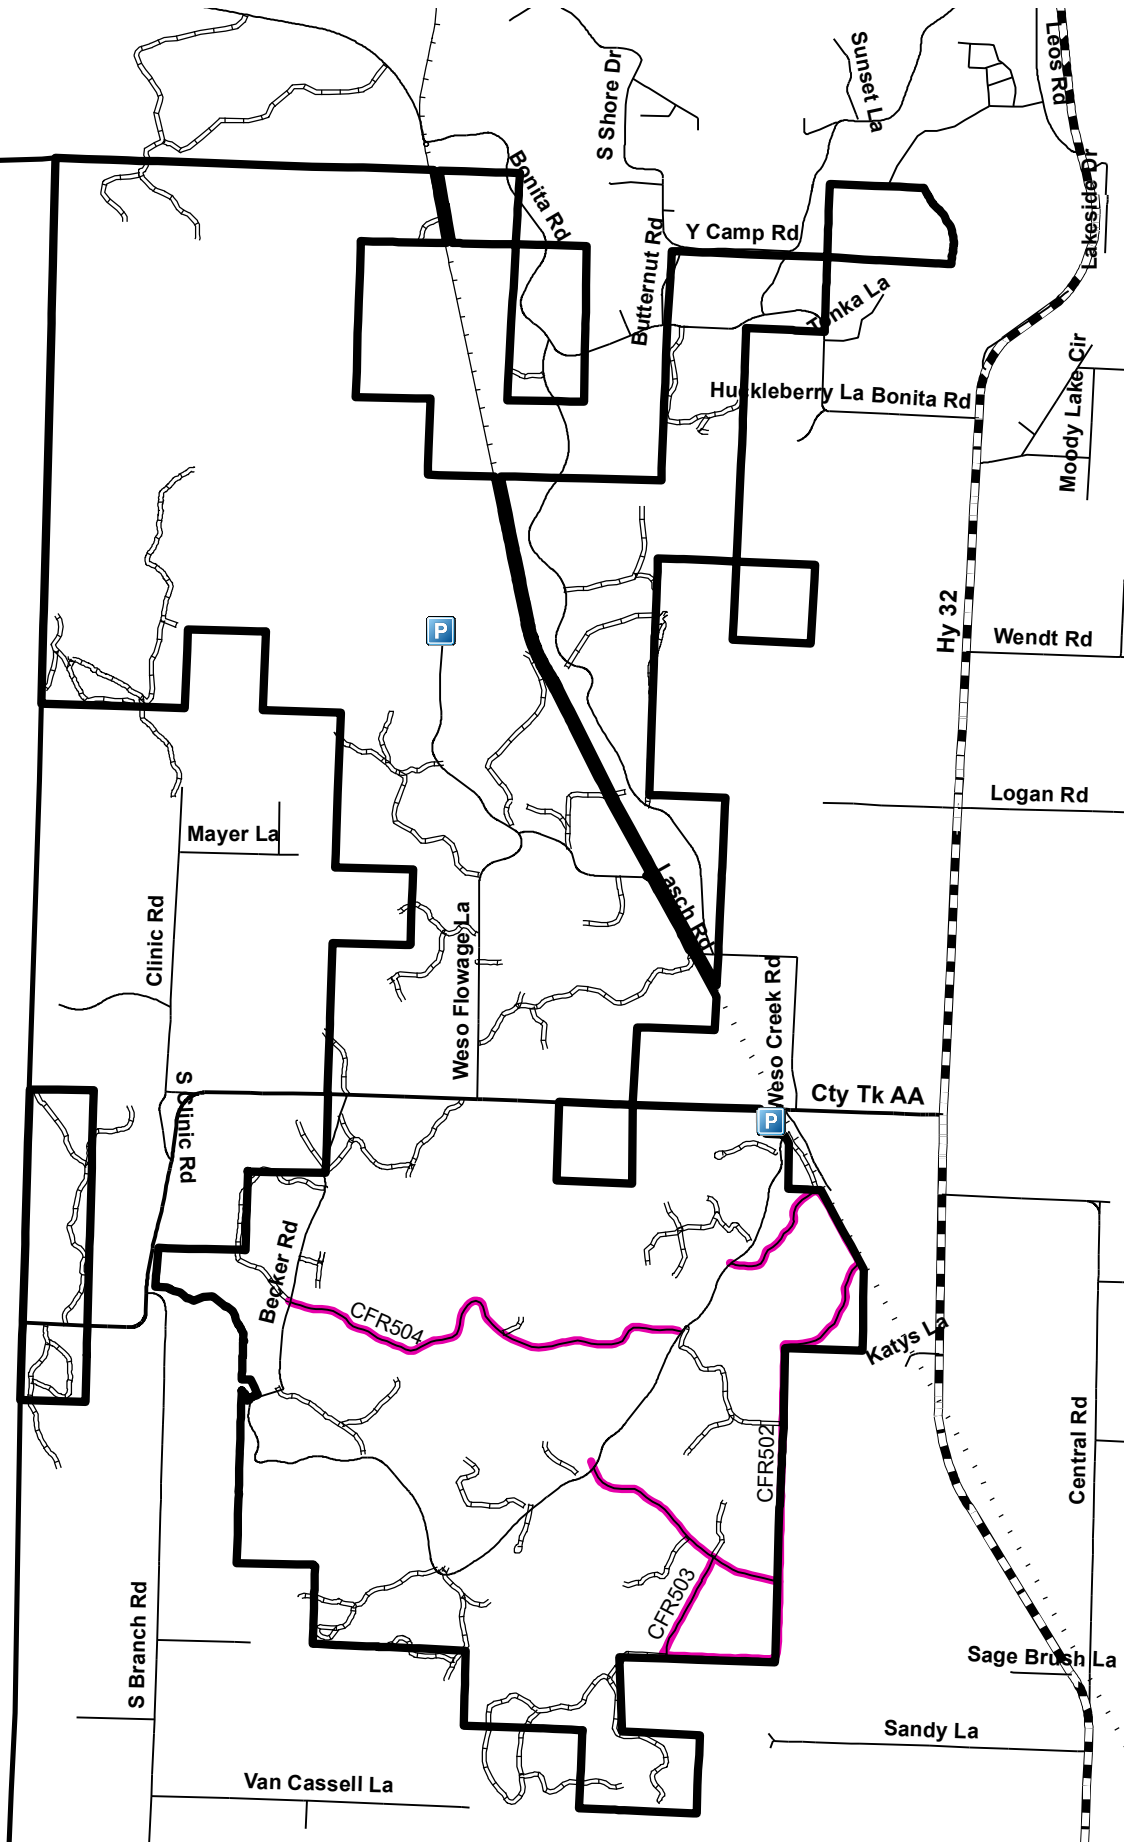 Leos Rd
Sunset La
S Shore Dr
Bonita Rd
Lakeside Dr
Y Camp Rd
Butternut Rd
Tonka La
Moody Lake Cir
Huckleberry La
Bonita Rd
Hy 32
P
Wendt Rd
Logan Rd
Mayer La
Lasch Rd
Clinic Rd
Weso Flowage La
Weso Creek Rd
Cty Tk AA
P
S Clinic Rd
Becker Rd
CFR504
Katys La
CFR502
Central Rd
CFR503
S Branch Rd
Sage Brush La
Sandy La
Van Cassell La